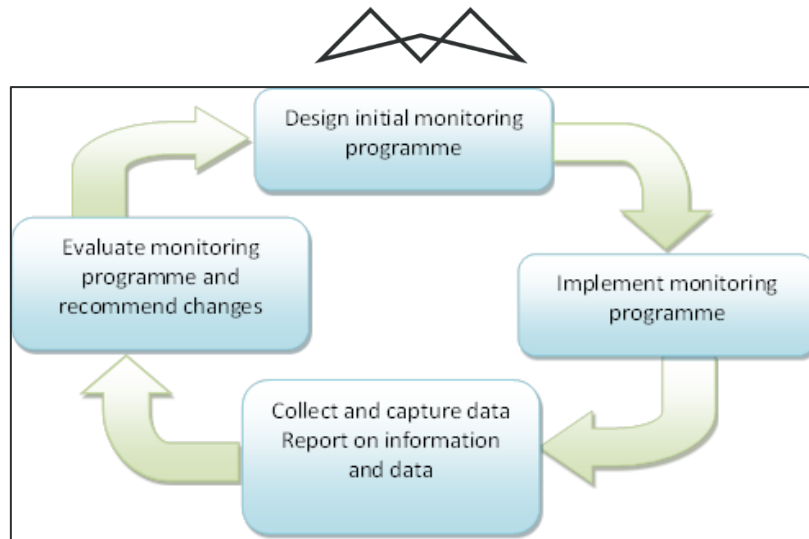 Design initial monitoring
programme
Implement monitoring
programme
Collect and capture data
Report on information
and data
Evaluate monitoring
programme and
recommend changes